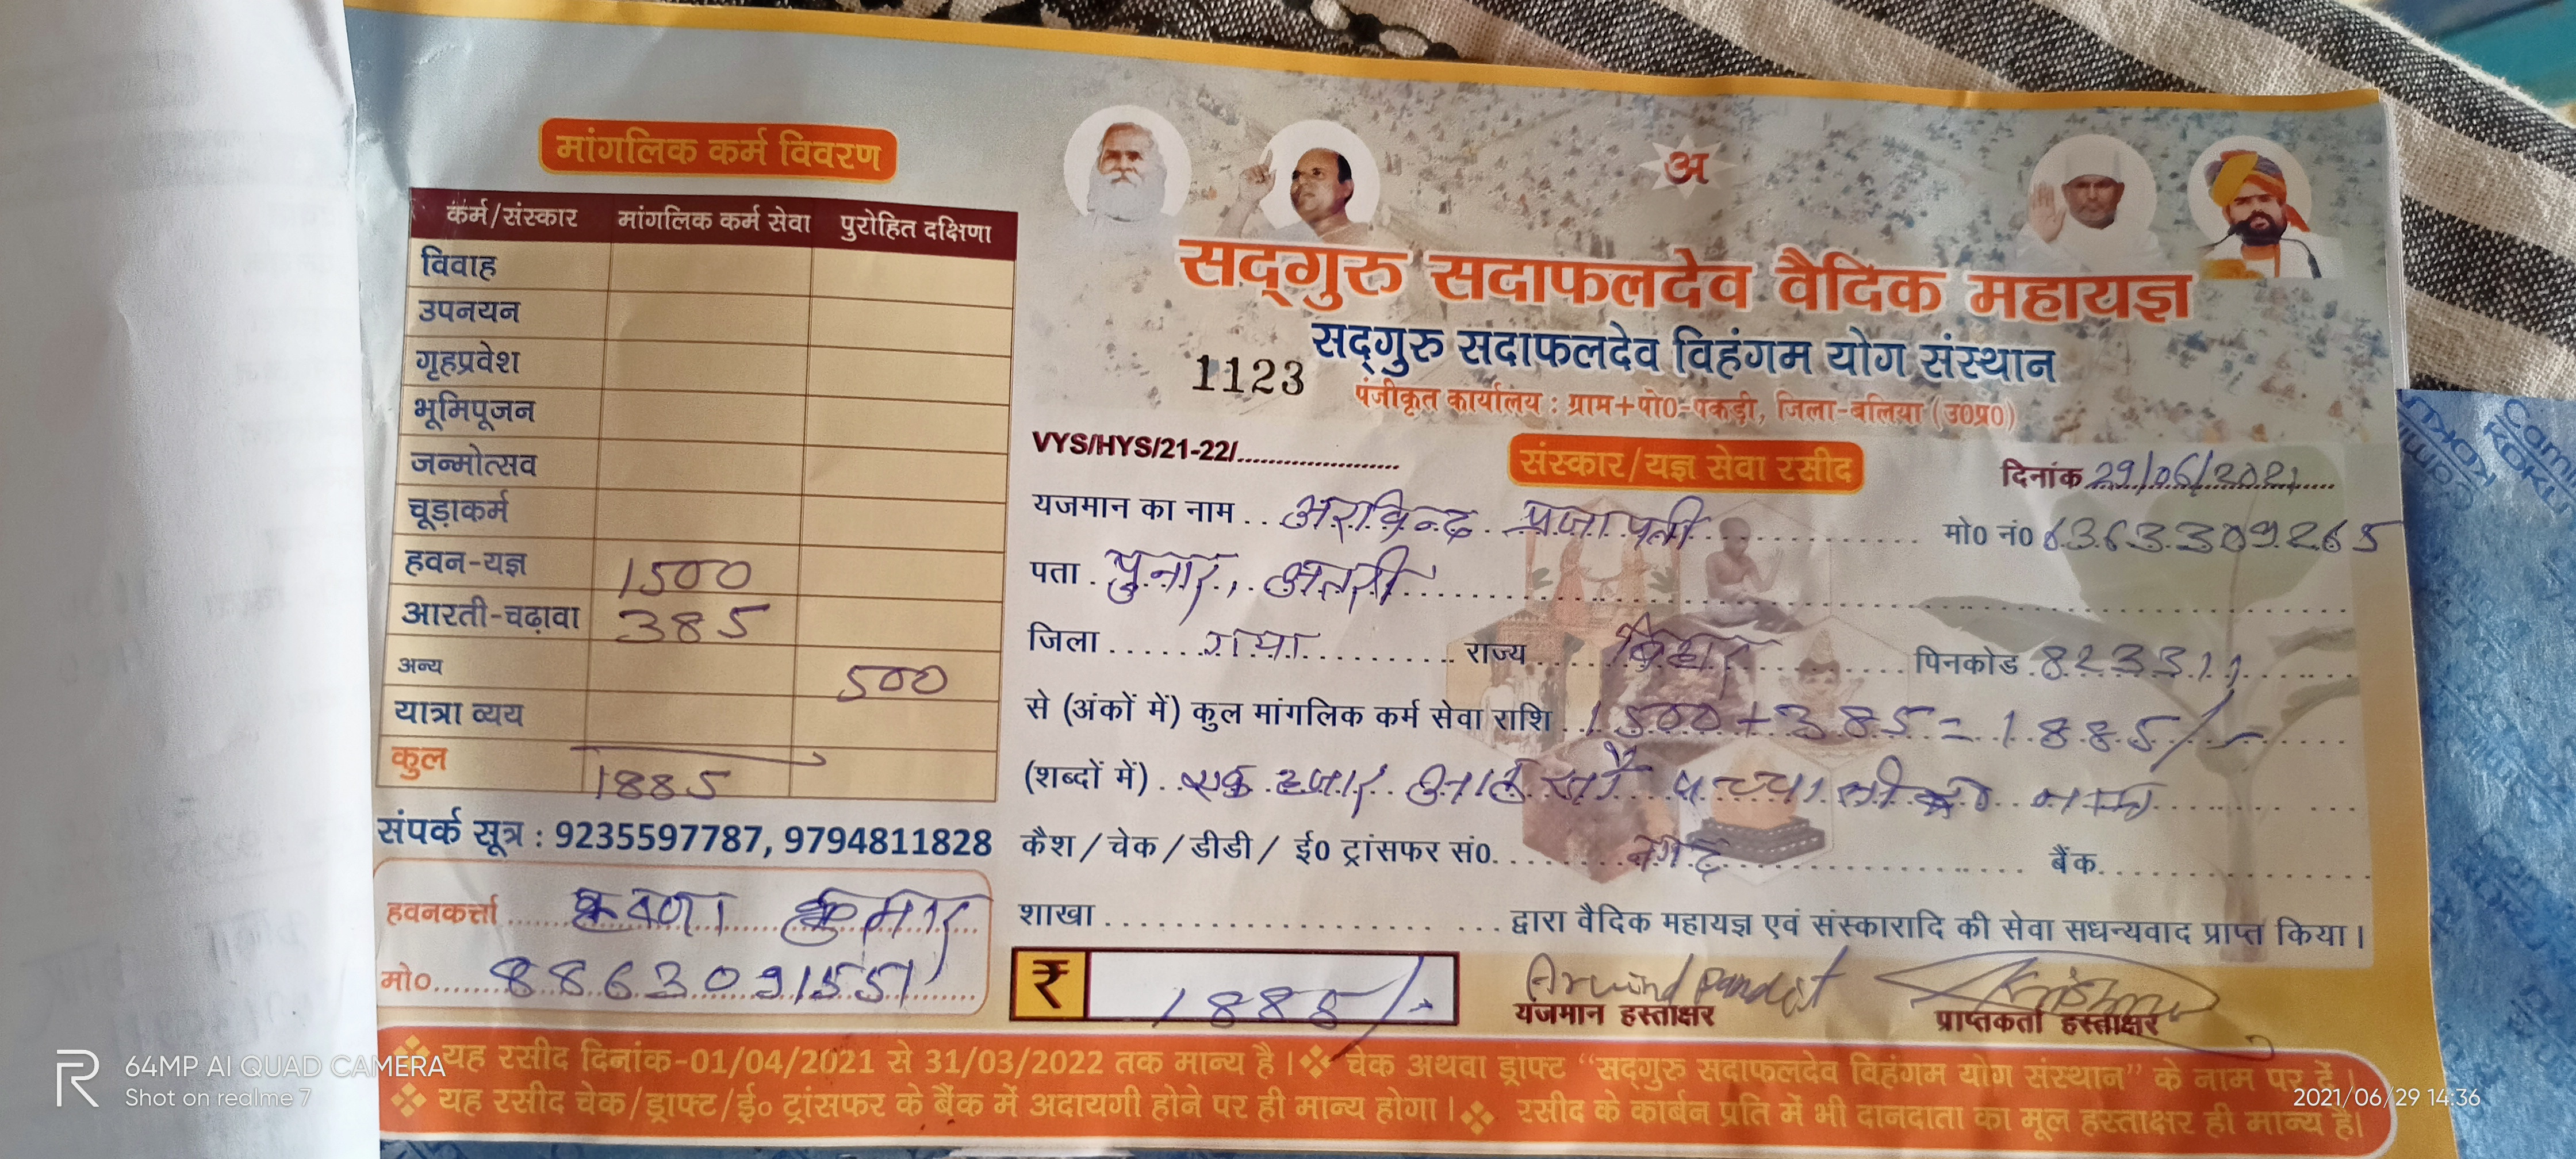 मांगलिक कर्म विवरण
कर्म/संस्कार मांगलिक कर्म सेवा पुरोहित दक्षिणा
विवाह
उपनयन
गृहप्रवेश
भूमिपूजन
जन्मोत्सव
चूड़ाकर्म
हवन-यज्ञ 1500
आरती-चढ़ावा 385
अन्य 500
यात्रा व्यय
कुल 1885
संपर्क सूत्र : 9235597787, 9794811828
हवनकर्त्ता कुमार
मो० 8863091551
अ
सद्‌गुरु सदाफलदेव वैदिक महायज्ञ
सद्‌गुरु सदाफलदेव विहंगम योग संस्थान
1123
पंजीकृत कार्यालय : ग्राम+पो0-पकड़ी, जिला-बलिया (उ0प्र0)
VYS/HYS/21-22/
संस्कार/यज्ञ सेवा रसीद
दिनांक 29/06/2021
यजमान का नाम अरविन्द प्रजापती
मो0 नं0 6363309265
पता पुनार, अतरी
जिला गया राज्य बिहार पिनकोड 823311
से (अंकों में) कुल मांगलिक कर्म सेवा राशि 1500+385=1885/-
(शब्दों में) एक हजार आठ सौ पच्चासी मात्र
कैश/चेक/डीडी/ ई0 ट्रांसफर सं0. नगद बैंक
शाखा द्वारा वैदिक महायज्ञ एवं संस्कारादि की सेवा सधन्यवाद प्राप्त किया।
₹ 1885/-
Arvind pandit
यजमान हस्ताक्षर
Krishna
प्राप्तकर्ता हस्ताक्षर
❖ यह रसीद दिनांक-01/04/2021 से 31/03/2022 तक मान्य है। ❖ चेक अथवा ड्राफ्ट “सद्‌गुरु सदाफलदेव विहंगम योग संस्थान” के नाम पर दें।
❖ यह रसीद चेक/ड्राफ्ट/ई० ट्रांसफर के बैंक में अदायगी होने पर ही मान्य होगा। ❖ रसीद के कार्बन प्रति में भी दानदाता का मूल हस्ताक्षर ही मान्य है।
R
64MP AI QUAD CAMERA
Shot on realme 7
2021/06/29 14:36